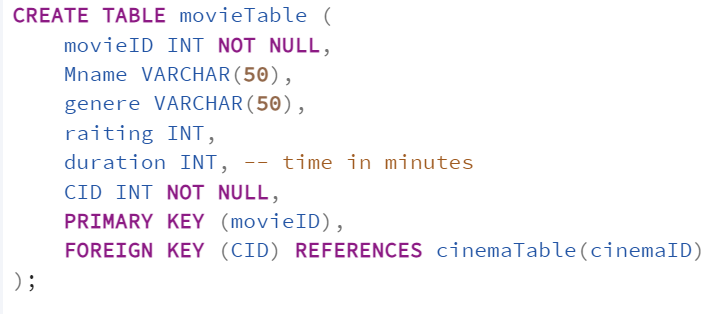 CREATE TABLE movieTable (
    movieID INT NOT NULL,
    Mname VARCHAR(50),
    genere VARCHAR(50),
    raiting INT,
    duration INT, -- time in minutes
    CID INT NOT NULL,
    PRIMARY KEY (movieID),
    FOREIGN KEY (CID) REFERENCES cinemaTable(cinemaID)
);